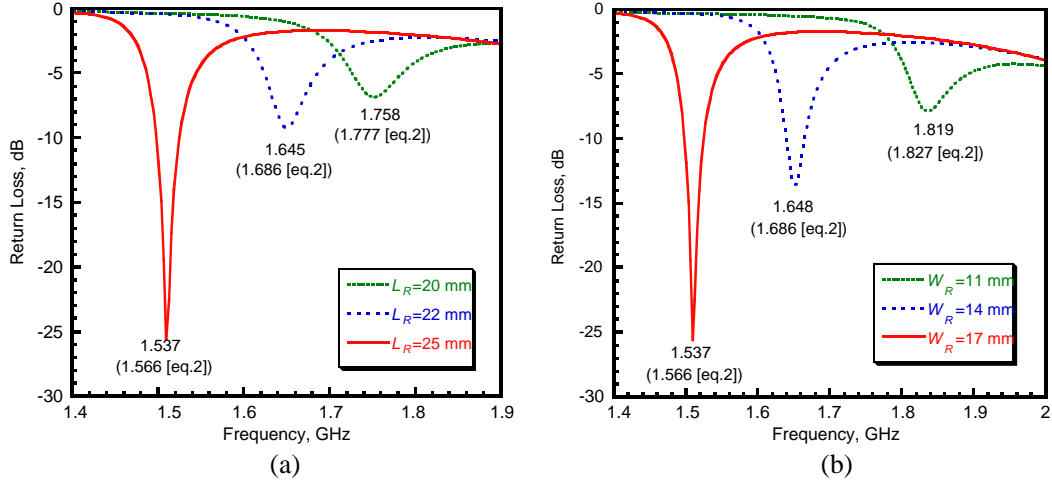 0
-5
-10
-15
-20
-25
-30
Return Loss, dB
1.758
(1.777 [eq.2])
1.645
(1.686 [eq.2])
1.537
(1.566 [eq.2])
L_R=20 mm
L_R=22 mm
L_R=25 mm
1.4 1.5 1.6 1.7 1.8 1.9
Frequency, GHz
(a)
0
-5
-10
-15
-20
-25
-30
Return Loss, dB
1.819
(1.827 [eq.2])
1.648
(1.686 [eq.2])
1.537
(1.566 [eq.2])
W_R=11 mm
W_R=14 mm
W_R=17 mm
1.4 1.5 1.6 1.7 1.8 1.9 2
Frequency, GHz
(b)